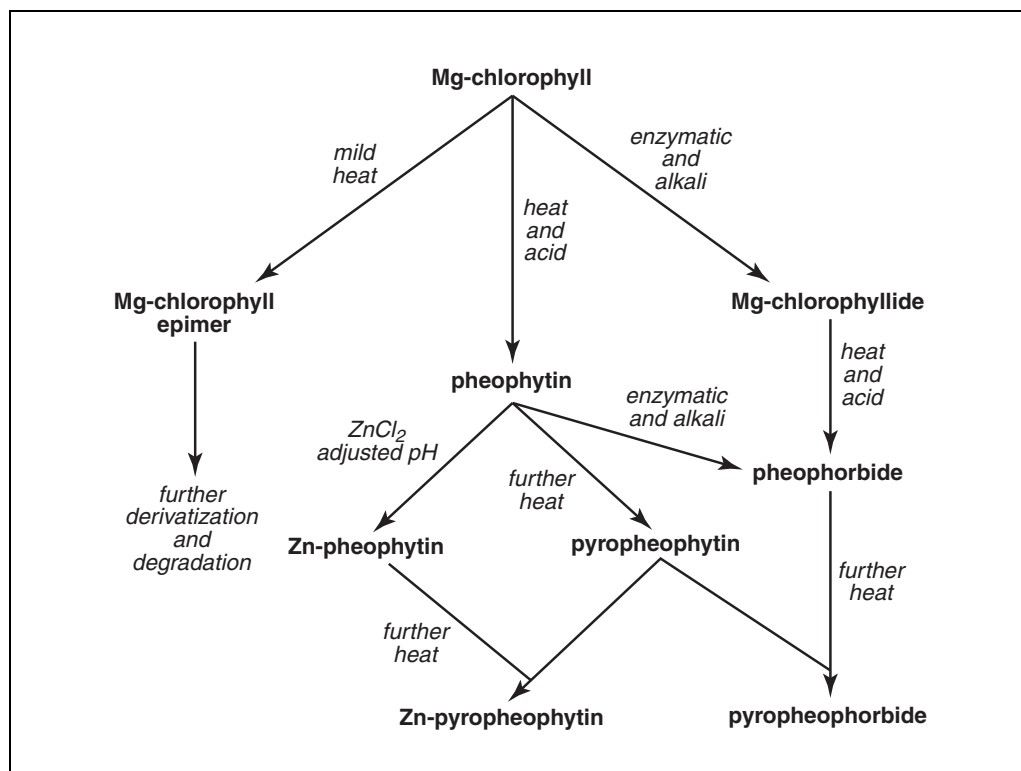 Mg-chlorophyll
mild
heat
heat
and
acid
enzymatic
and
alkali
Mg-chlorophyll
epimer
Mg-chlorophyllide
heat
and
acid
pheophytin
enzymatic
and alkali
ZnCl2
adjusted pH
further
heat
pheophorbide
further
derivatization
and
degradation
Zn-pheophytin
pyropheophytin
further
heat
further
heat
Zn-pyropheophytin
pyropheophorbide